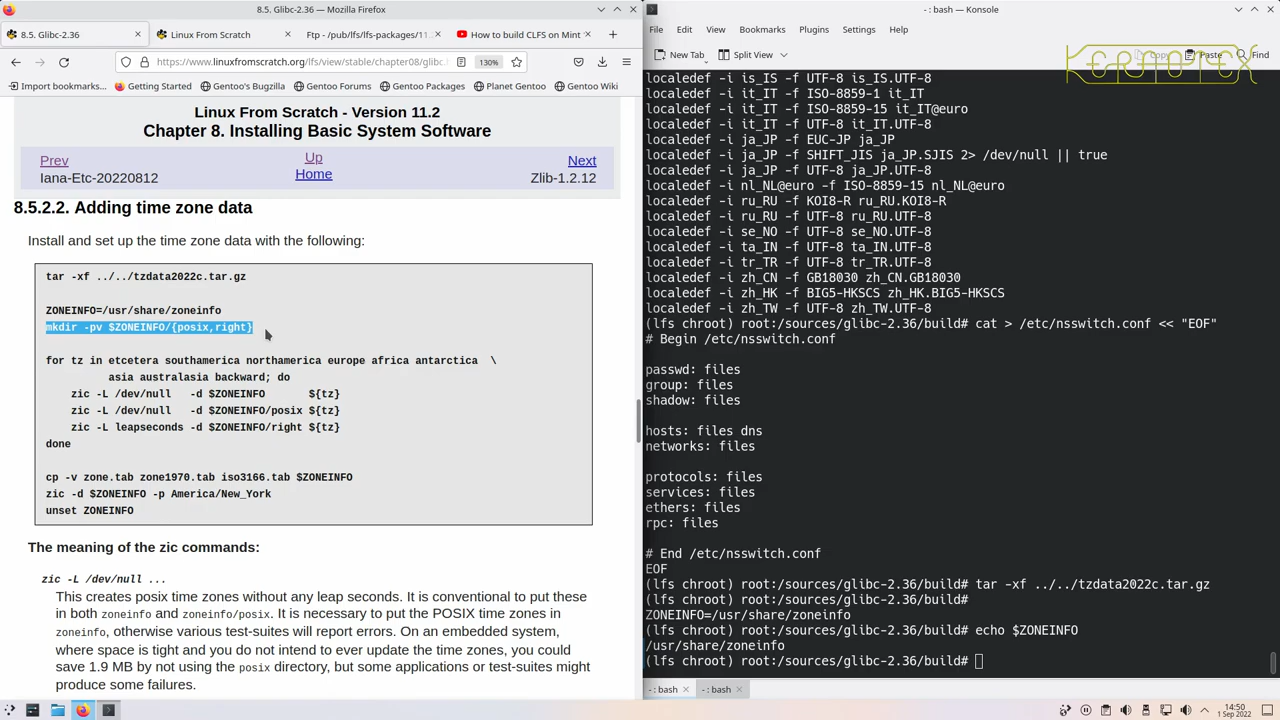 8.5. Glibc-2.36 — Mozilla Firefox
8.5. Glibc-2.36
Linux From Scratch
Ftp - /pub/lfs/lfs-packages/11.
How to build CLFS on Mint
https://www.linuxfromscratch.org/lfs/view/stable/chapter08/glibc.
Import bookmarks...
Getting Started
Gentoo's Bugzilla
Gentoo Forums
Gentoo Packages
Planet Gentoo
Gentoo Wiki
Linux From Scratch - Version 11.2
Chapter 8. Installing Basic System Software
Prev
Up
Next
Iana-Etc-20220812
Home
Zlib-1.2.12
8.5.2.2. Adding time zone data
Install and set up the time zone data with the following:
tar -xf ../../tzdata2022c.tar.gz
ZONEINFO=/usr/share/zoneinfo
mkdir -pv $ZONEINFO/{posix,right}
for tz in etcetera southamerica northamerica europe africa antarctica \
asia australasia backward; do
zic -L /dev/null -d $ZONEINFO ${tz}
zic -L /dev/null -d $ZONEINFO/posix ${tz}
zic -L leapseconds -d $ZONEINFO/right ${tz}
done
cp -v zone.tab zone1970.tab iso3166.tab $ZONEINFO
zic -d $ZONEINFO -p America/New_York
unset ZONEINFO
The meaning of the zic commands:
zic -L /dev/null ...
This creates posix time zones without any leap seconds. It is conventional to put these
in both zoneinfo and zoneinfo/posix. It is necessary to put the POSIX time zones in
zoneinfo, otherwise various test-suites will report errors. On an embedded system,
where space is tight and you do not intend to ever update the time zones, you could
save 1.9 MB by not using the posix directory, but some applications or test-suites might
produce some failures.
- : bash — Konsole
File Edit View Bookmarks Plugins Settings Help
New Tab
Split View
Paste
Find
KERNOTEX
localedef -i is_IS -f UTF-8 is_IS.UTF-8
localedef -i it_IT -f ISO-8859-1 it_IT
localedef -i it_IT -f ISO-8859-15 it_IT@euro
localedef -i it_IT -f UTF-8 it_IT.UTF-8
localedef -i ja_JP -f EUC-JP ja_JP
localedef -i ja_JP -f SHIFT_JIS ja_JP.SJIS 2> /dev/null || true
localedef -i ja_JP -f UTF-8 ja_JP.UTF-8
localedef -i nl_NL@euro -f ISO-8859-15 nl_NL@euro
localedef -i ru_RU -f KOI8-R ru_RU.KOI8-R
localedef -i ru_RU -f UTF-8 ru_RU.UTF-8
localedef -i se_NO -f UTF-8 se_NO.UTF-8
localedef -i ta_IN -f UTF-8 ta_IN.UTF-8
localedef -i tr_TR -f UTF-8 tr_TR.UTF-8
localedef -i zh_CN -f GB18030 zh_CN.GB18030
localedef -i zh_HK -f BIG5-HKSCS zh_HK.BIG5-HKSCS
localedef -i zh_TW -f UTF-8 zh_TW.UTF-8
(lfs chroot) root:/sources/glibc-2.36/build# cat > /etc/nsswitch.conf << "EOF"
# Begin /etc/nsswitch.conf
passwd: files
group: files
shadow: files
hosts: files dns
networks: files
protocols: files
services: files
ethers: files
rpc: files
# End /etc/nsswitch.conf
EOF
(lfs chroot) root:/sources/glibc-2.36/build# tar -xf ../../tzdata2022c.tar.gz
(lfs chroot) root:/sources/glibc-2.36/build#
ZONEINFO=/usr/share/zoneinfo
(lfs chroot) root:/sources/glibc-2.36/build# echo $ZONEINFO
/usr/share/zoneinfo
(lfs chroot) root:/sources/glibc-2.36/build#
- : bash
- : bash
14:50
1 Sep 2022